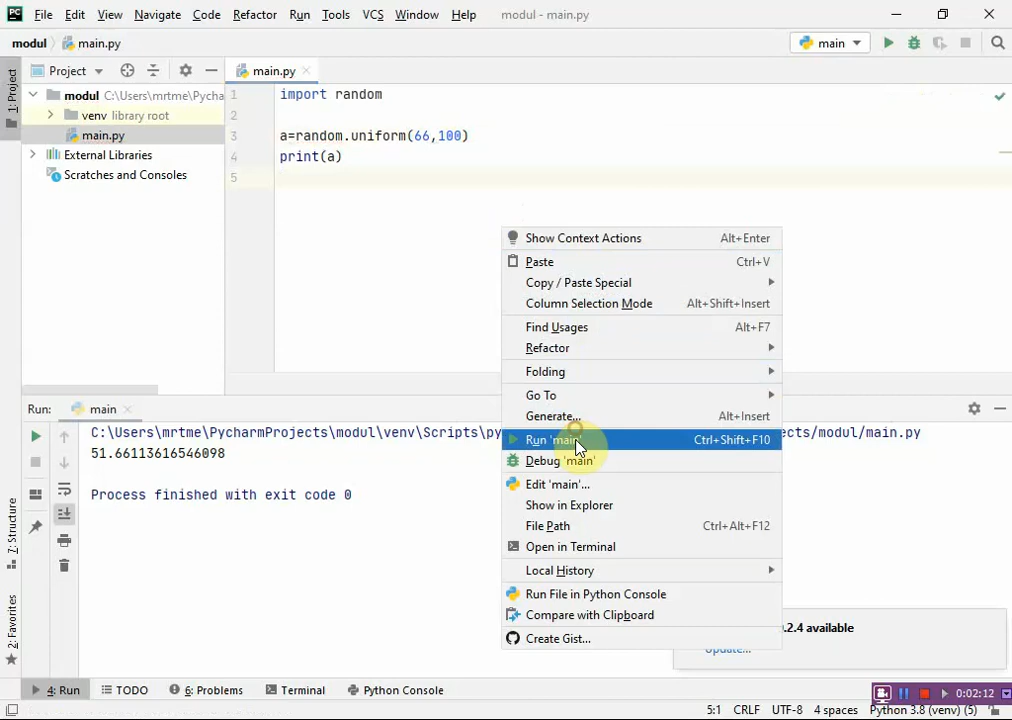 PC File Edit View Navigate Code Refactor Run Tools VCS Window Help modul - main.py
modul main.py
main
1: Project
Project
main.py
modul C:\Users\mrtme\Pycha
venv library root
main.py
External Libraries
Scratches and Consoles
1 import random
2
3 a=random.uniform(66,100)
4 print(a)
5
Show Context Actions Alt+Enter
Paste Ctrl+V
Copy / Paste Special
Column Selection Mode Alt+Shift+Insert
Find Usages Alt+F7
Refactor
Folding
Go To
Generate... Alt+Insert
Run 'main' Ctrl+Shift+F10
Debug 'main'
Edit 'main'...
Show in Explorer
File Path Ctrl+Alt+F12
Open in Terminal
Local History
Run File in Python Console
Compare with Clipboard
Create Gist...
Run: main
C:\Users\mrtme\PycharmProjects\modul\venv\Scripts\py ects/modul/main.py
51.66113616546098
Process finished with exit code 0
7: Structure
2: Favorites
.2.4 available
Update...
4: Run TODO 6: Problems Terminal Python Console
0:02:12
5:1 CRLF UTF-8 4 spaces Python 3.8 (venv) (5)